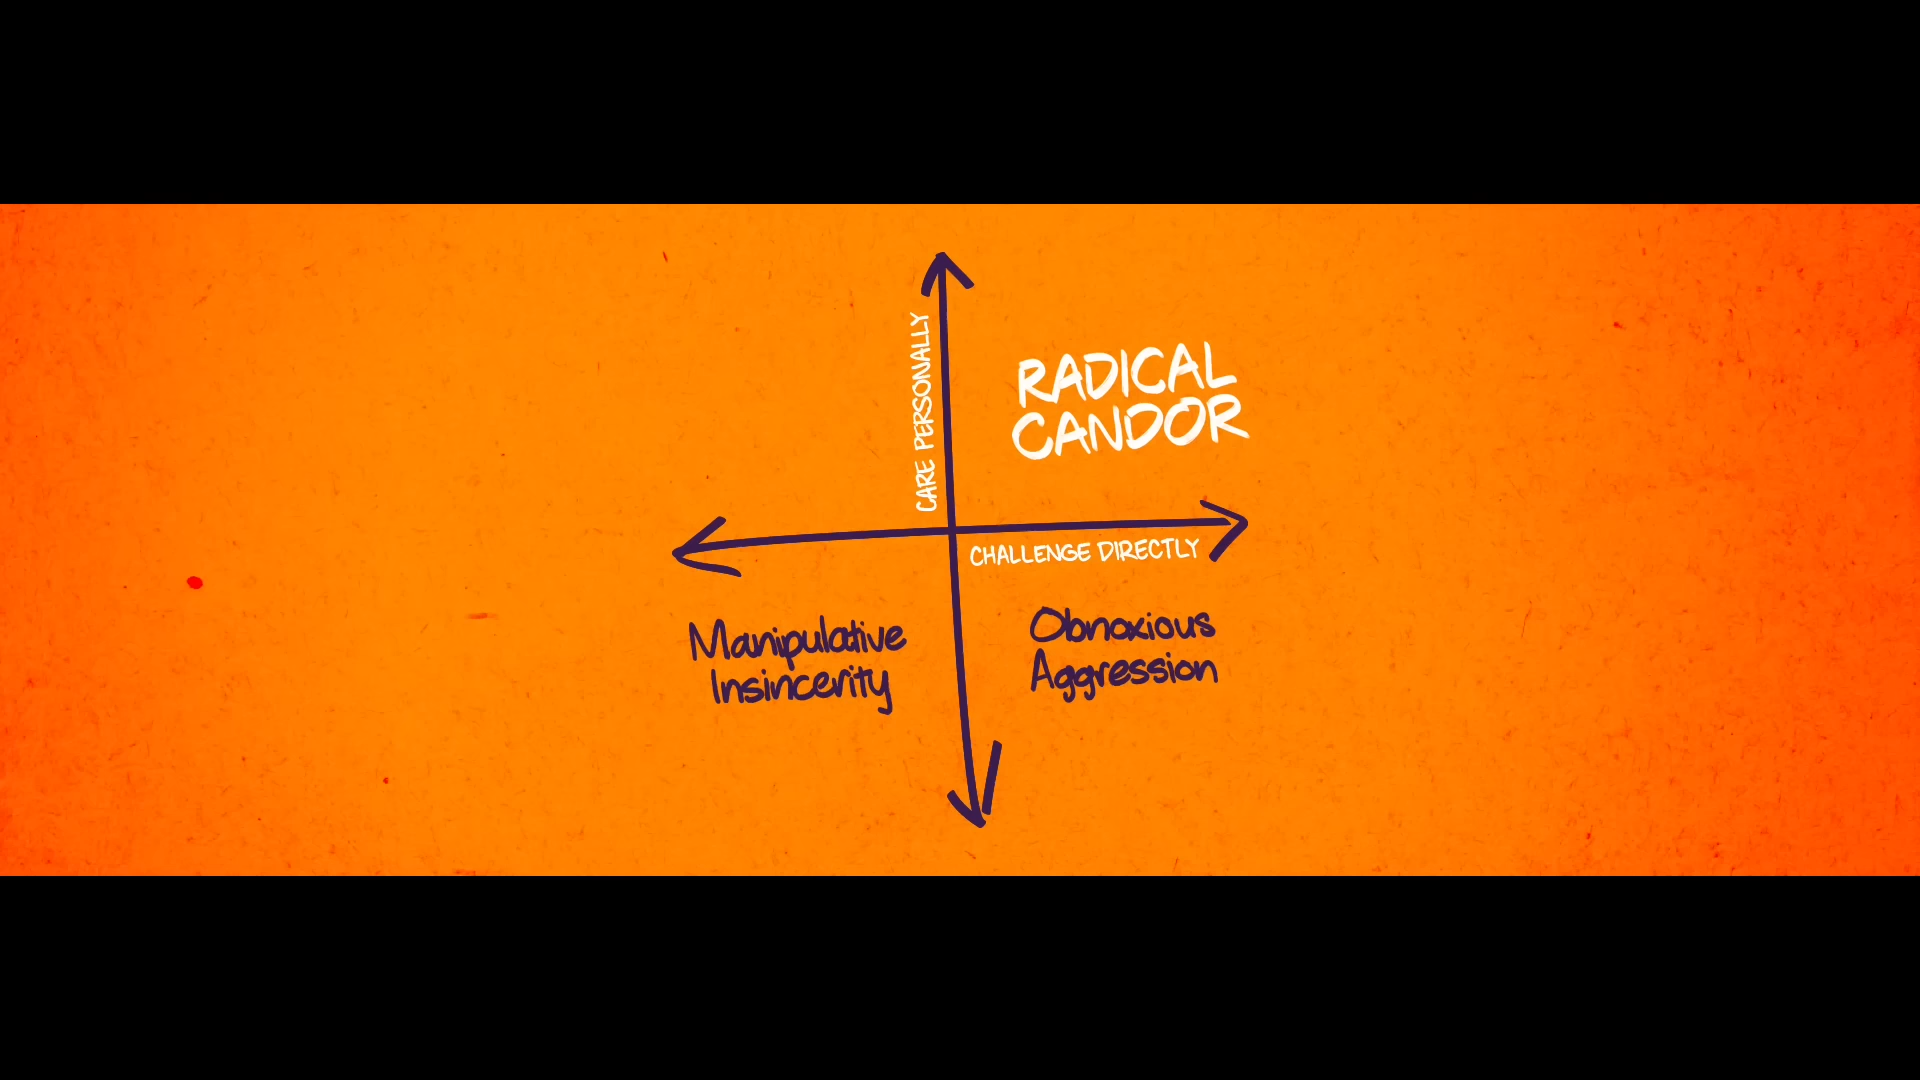 CARE PERSONALLY
RADICAL
CANDOR
CHALLENGE DIRECTLY
Manipulative
Insincerity
Obnoxious
Aggression